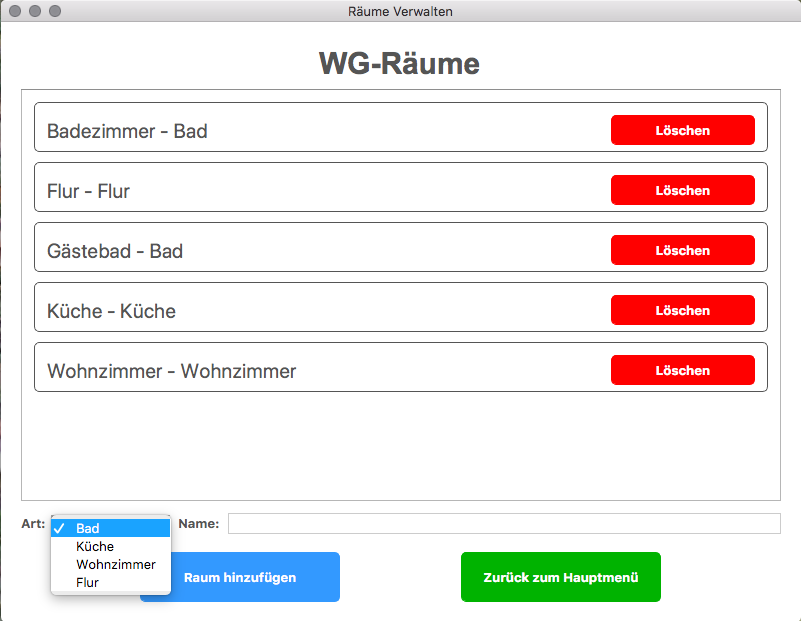 Räume Verwalten
WG-Räume
Badezimmer - Bad
Löschen
Flur - Flur
Löschen
Gästebad - Bad
Löschen
Küche - Küche
Löschen
Wohnzimmer - Wohnzimmer
Löschen
Art:
✓ Bad
Küche
Wohnzimmer
Flur
Name:
Raum hinzufügen
Zurück zum Hauptmenü